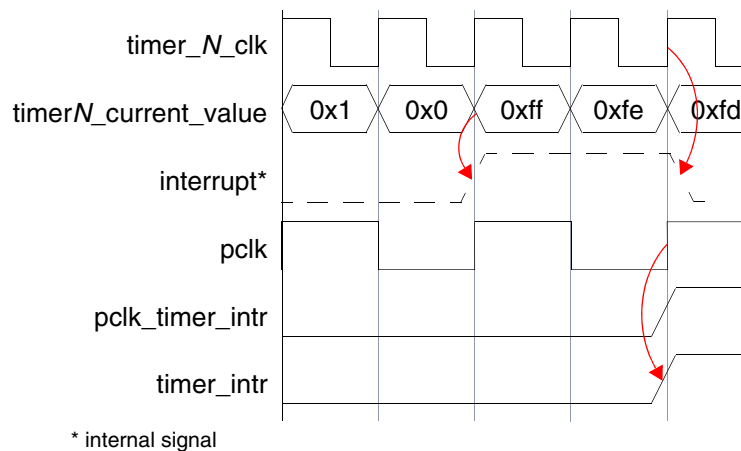 timer_N_clk
timerN_current_value 0x1 0x0 0xff 0xfe 0xfd
interrupt*
pclk
pclk_timer_intr
timer_intr
* internal signal